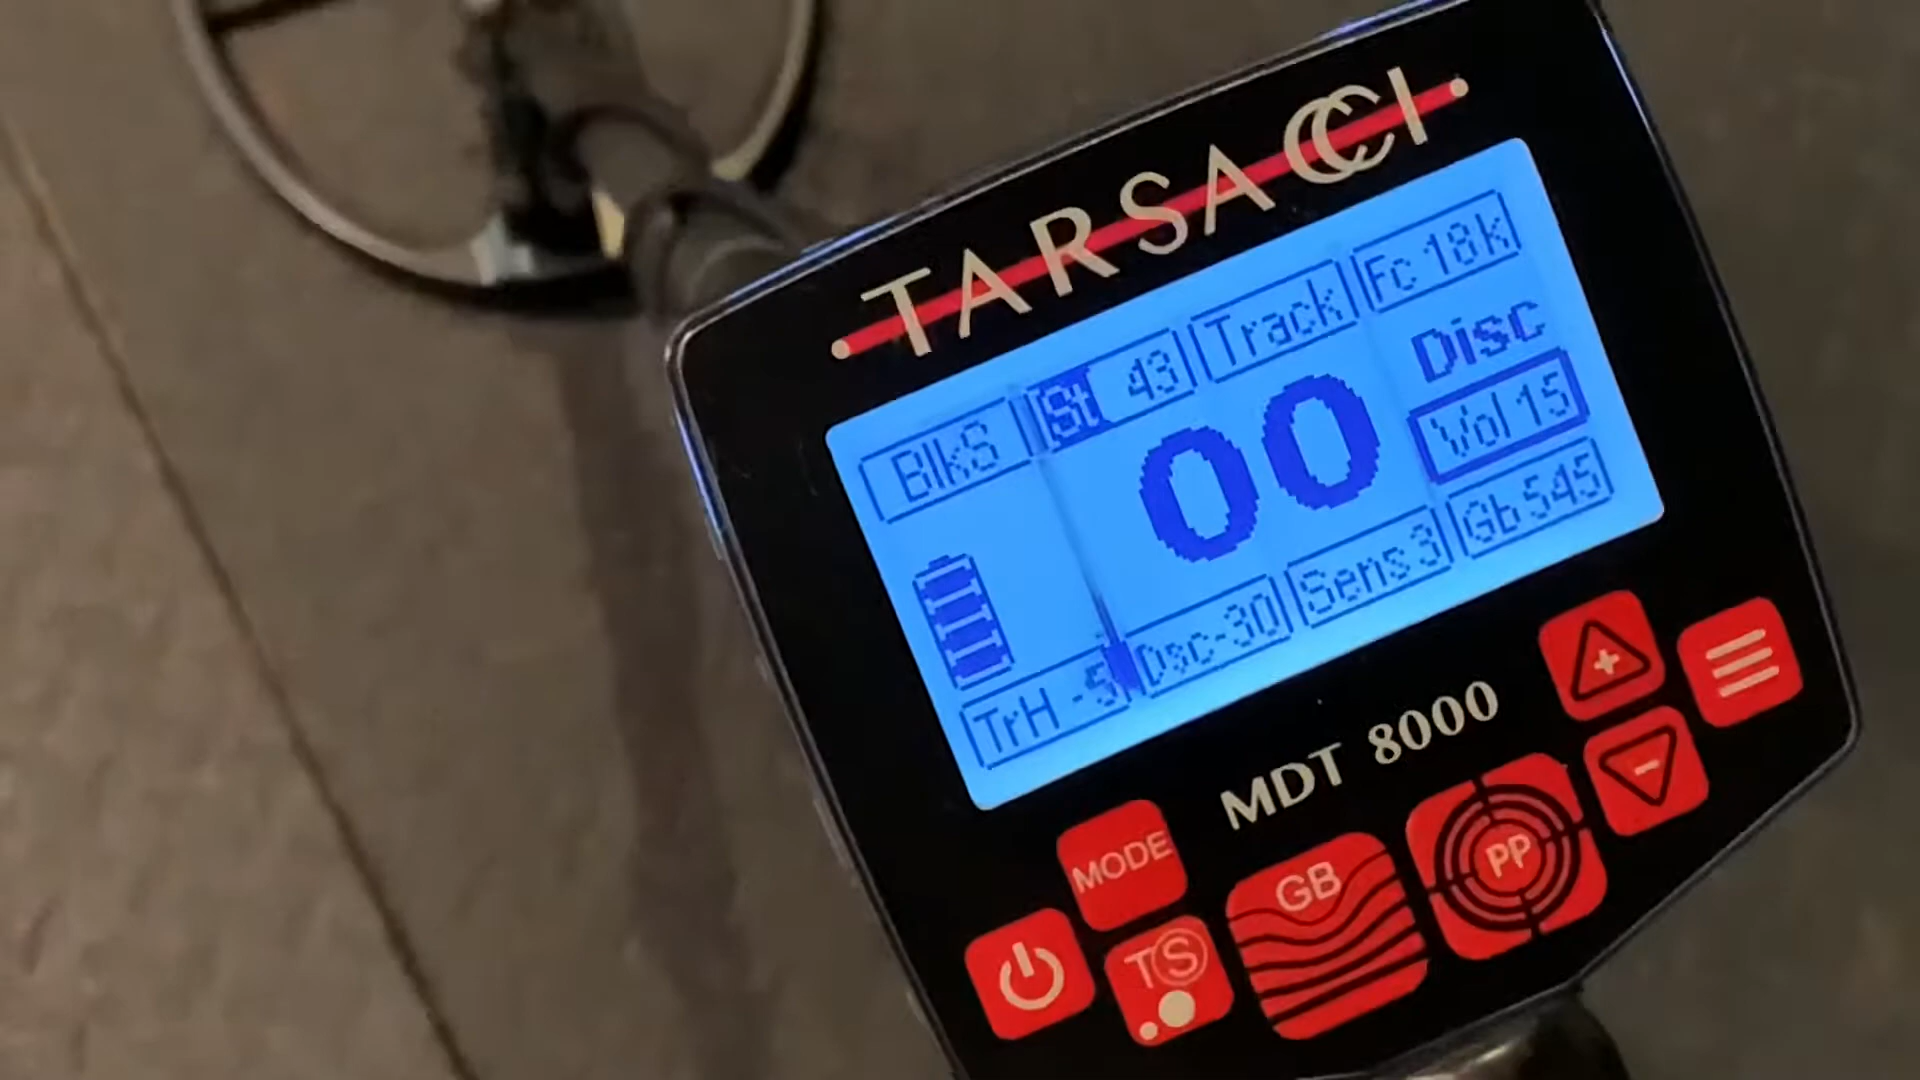 TARSACCI
BlkS St 43 Track Fc 18k
Disc
00
Vol 15
TrH -5 Dsc-30 Sens 3 Gb 545
MDT 8000
MODE
TS
GB
PP
+
-